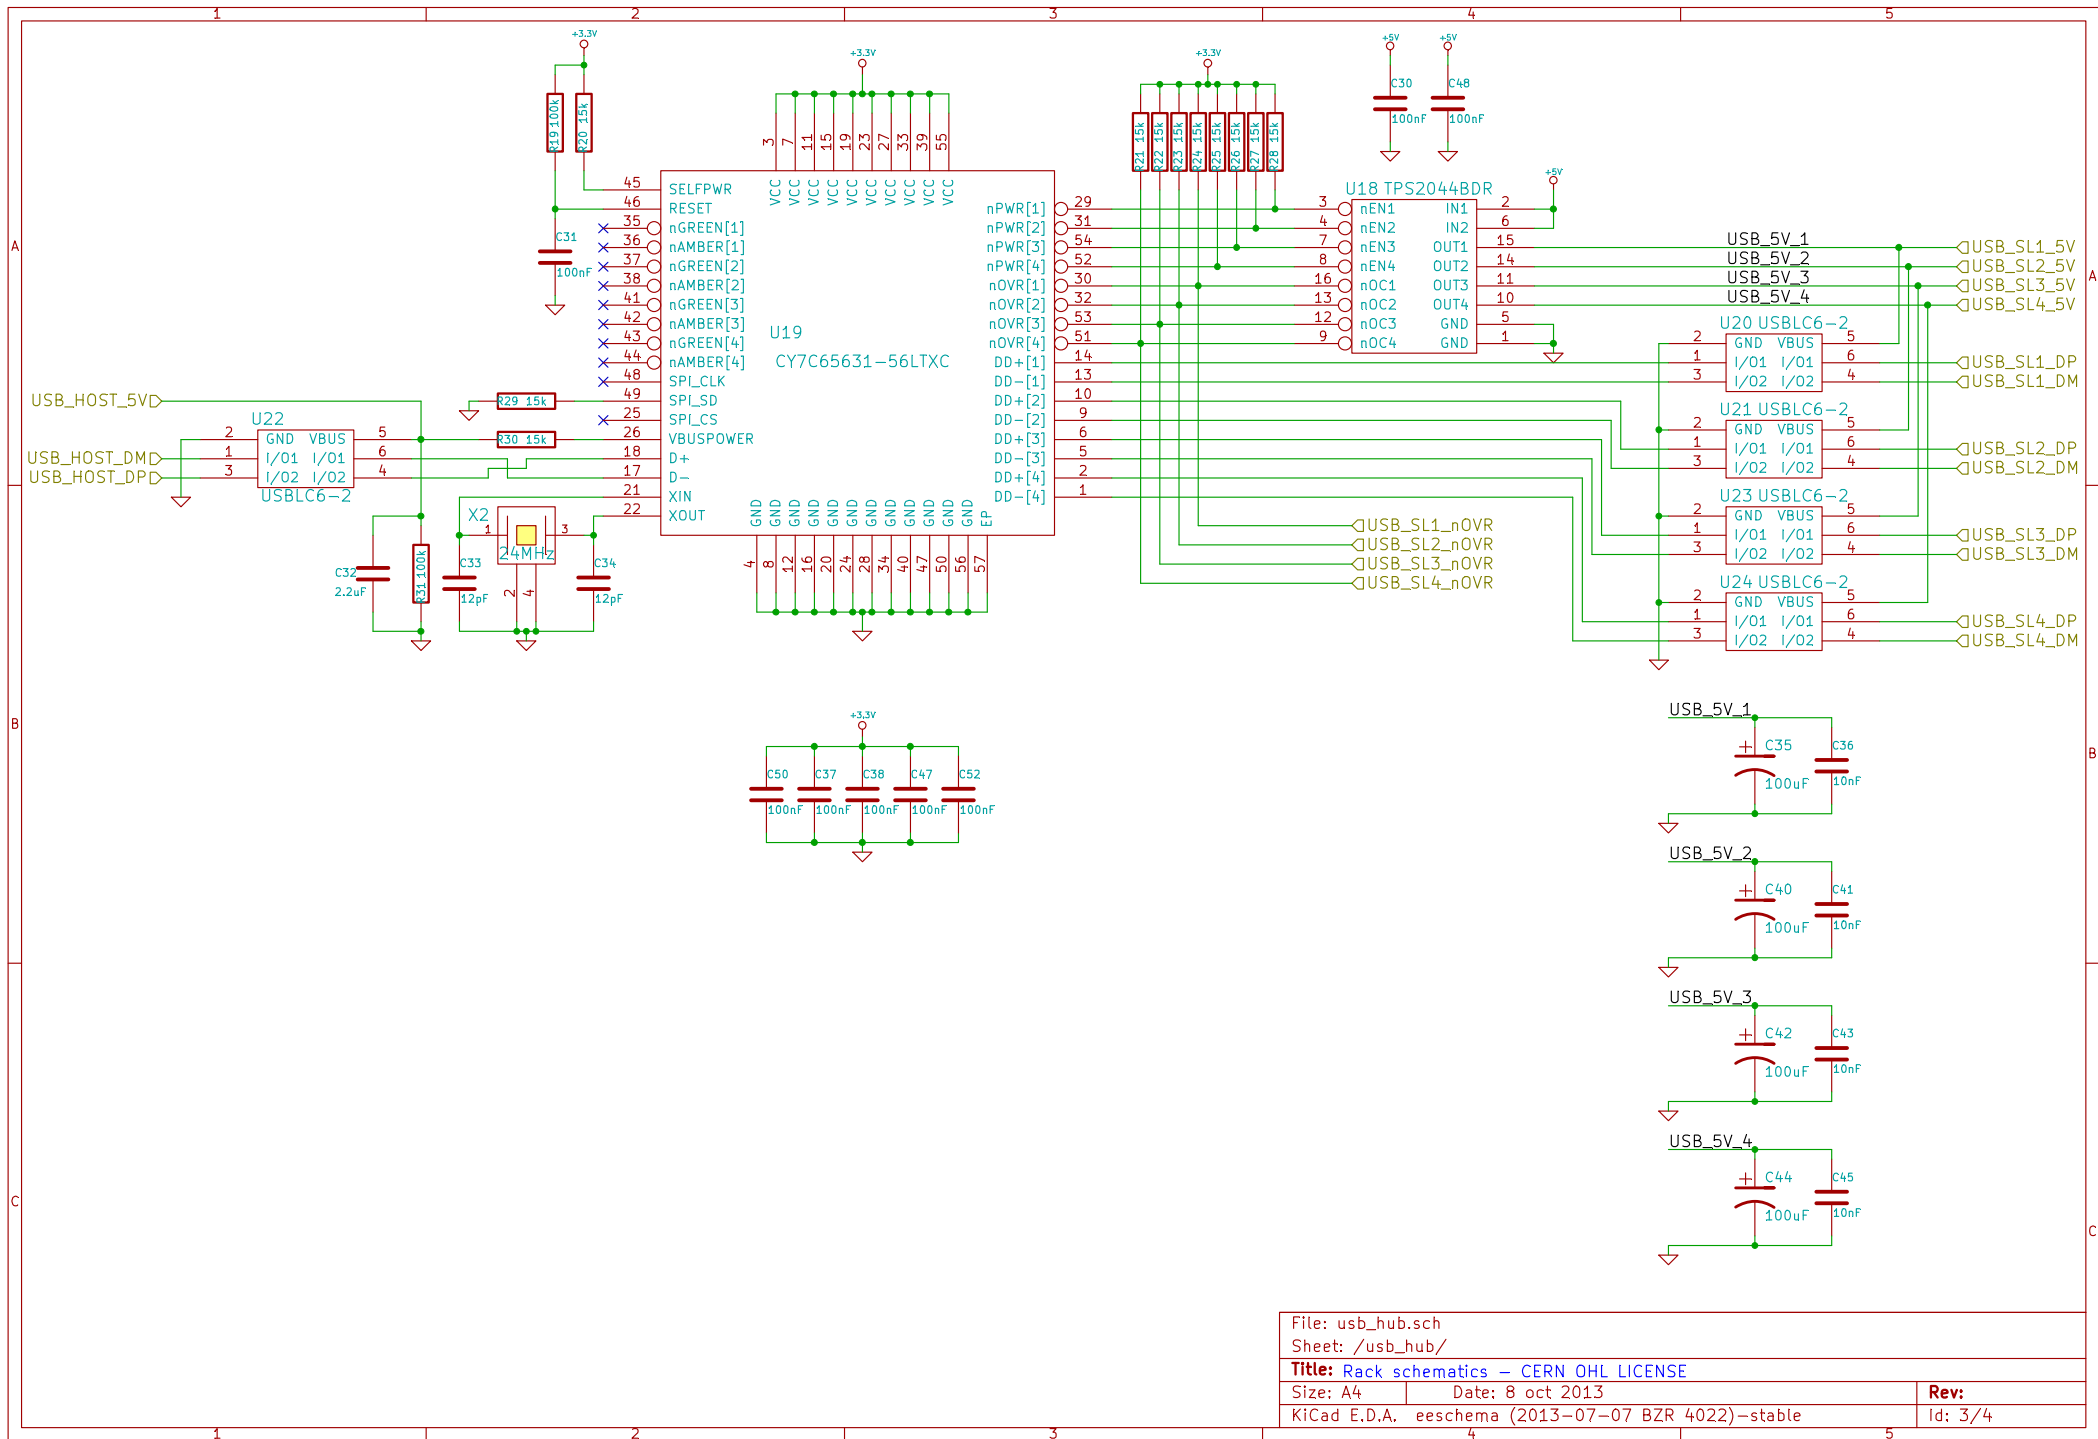 1 2 3 4 5
+3.3V
+3.3V
+3.3V
+5V +5V
R19 100k
R20 15k
3 7 11 15 19 23 27 33 39 55
VCC VCC VCC VCC VCC VCC VCC VCC VCC VCC
R21 15k
R22 15k
R23 15k
R24 15k
R25 15k
R26 15k
R27 15k
R28 15k
C30 100nF
C48 100nF
+5V
C31
100nF
A
A
45 SELFPWR
46 RESET
35 nGREEN[1]
36 nAMBER[1]
37 nGREEN[2]
38 nAMBER[2]
41 nGREEN[3]
42 nAMBER[3]
43 nGREEN[4]
44 nAMBER[4]
48 SPI_CLK
49 SPI_SD
25 SPI_CS
26 VBUSPOWER
18 D+
17 D-
21 XIN
22 XOUT
U19
CY7C65631-56LTXC
nPWR[1] 29
nPWR[2] 31
nPWR[3] 54
nPWR[4] 52
nOVR[1] 30
nOVR[2] 32
nOVR[3] 53
nOVR[4] 51
DD+[1] 14
DD-[1] 13
DD+[2] 10
DD-[2] 9
DD+[3] 6
DD-[3] 5
DD+[4] 2
DD-[4] 1
GND GND GND GND GND GND GND GND GND GND GND GND EP
4 8 12 16 20 24 28 34 40 47 50 56 57
U18 TPS2044BDR
3 nEN1 IN1 2
4 nEN2 IN2 6
7 nEN3 OUT1 15
8 nEN4 OUT2 14
16 nOC1 OUT3 11
13 nOC2 OUT4 10
12 nOC3 GND 5
9 nOC4 GND 1
USB_5V_1
USB_5V_2
USB_5V_3
USB_5V_4
USB_SL1_5V
USB_SL2_5V
USB_SL3_5V
USB_SL4_5V
U20 USBLC6-2
2 GND VBUS 5
1 I/O1 I/O1 6
3 I/O2 I/O2 4
USB_SL1_DP
USB_SL1_DM
U21 USBLC6-2
2 GND VBUS 5
1 I/O1 I/O1 6
3 I/O2 I/O2 4
USB_SL2_DP
USB_SL2_DM
U23 USBLC6-2
2 GND VBUS 5
1 I/O1 I/O1 6
3 I/O2 I/O2 4
USB_SL3_DP
USB_SL3_DM
U24 USBLC6-2
2 GND VBUS 5
1 I/O1 I/O1 6
3 I/O2 I/O2 4
USB_SL4_DP
USB_SL4_DM
USB_SL1_nOVR
USB_SL2_nOVR
USB_SL3_nOVR
USB_SL4_nOVR
USB_HOST_5V
USB_HOST_DM
USB_HOST_DP
U22
2 GND VBUS 5
1 I/O1 I/O1 6
3 I/O2 I/O2 4
USBLC6-2
R29 15k
R30 15k
X2
1 3
24MHz
2 4
C32
2.2uF
R31 100k
C33
12pF
C34
12pF
B
B
+3.3V
C50 C37 C38 C47 C52
100nF 100nF 100nF 100nF 100nF
USB_5V_1
+ C35 C36
100uF 10nF
USB_5V_2
+ C40 C41
100uF 10nF
USB_5V_3
+ C42 C43
100uF 10nF
USB_5V_4
+ C44 C45
100uF 10nF
C
C
File: usb_hub.sch
Sheet: /usb_hub/
Title: Rack schematics – CERN OHL LICENSE
Size: A4 Date: 8 oct 2013 Rev:
KiCad E.D.A. eeschema (2013-07-07 BZR 4022)-stable Id: 3/4
1 2 3 4 5